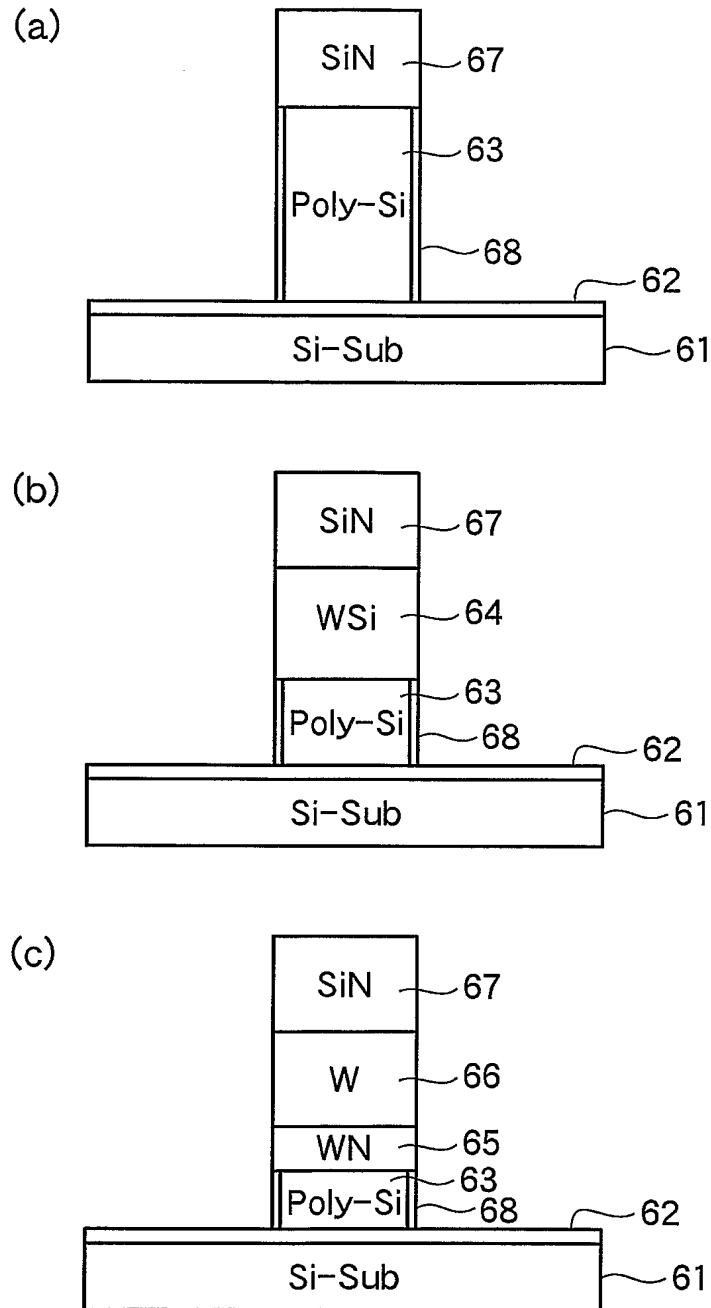 (a)
SiN 67
63
Poly-Si
68
62
Si-Sub 61
(b)
SiN 67
WSi 64
63
Poly-Si 68
62
Si-Sub 61
(c)
SiN 67
W 66
WN 65
63
Poly-Si 68
62
Si-Sub 61